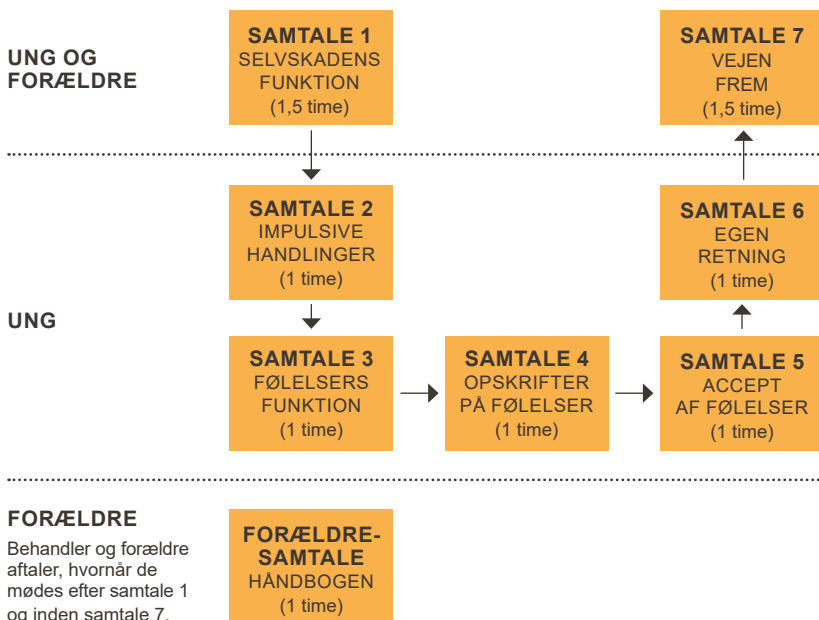 UNG OG
FORÆLDRE
SAMTALE 1
SELVSKADENS
FUNKTION
(1,5 time)
SAMTALE 7
VEJEN
FREM
(1,5 time)
UNG
SAMTALE 2
IMPULSIVE
HANDLINGER
(1 time)
SAMTALE 6
EGEN
RETNING
(1 time)
SAMTALE 3
FØLELSERS
FUNKTION
(1 time)
SAMTALE 4
OPSKRIFTER
PÅ FØLELSER
(1 time)
SAMTALE 5
ACCEPT
AF FØLELSER
(1 time)
FORÆLDRE
Behandler og forældre
aftaler, hvornår de
mødes efter samtale 1
og inden samtale 7.
FORÆLDRE-
SAMTALE
HÅNDBOGEN
(1 time)